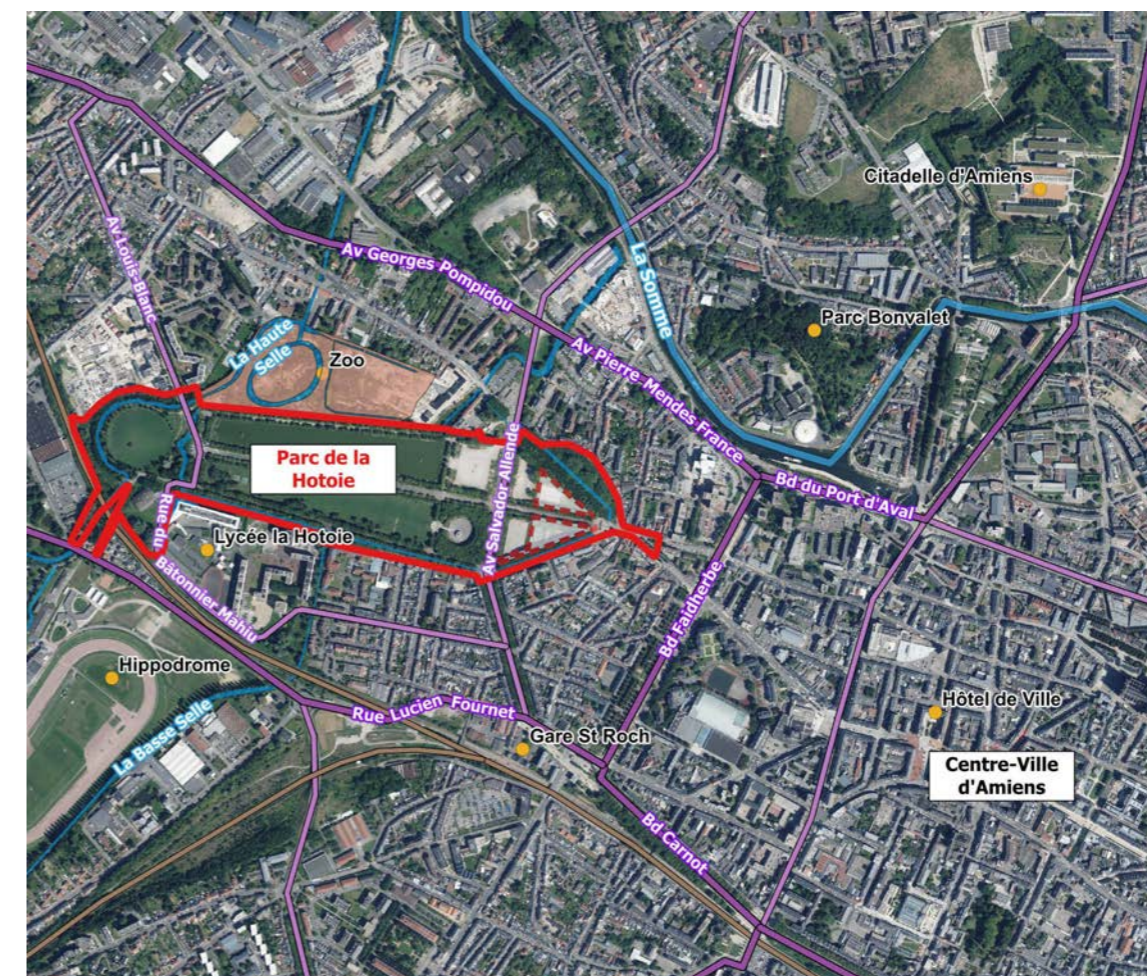 Citadelle d'Amiens
Av Louis-Blanc
Av Georges Pompidou
La Somme
Parc Bonvalet
La Haute
Selle
Zoo
Av Pierre-Mendes France
Parc de la
Hotoie
Av Salvador Allende
Bd du Port d'Aval
Rue du
Bâtonnier Mahiu
Lycée la Hotoie
Bd Faidherbe
Hippodrome
La Basse Selle
Rue Lucien Fournet
Gare St Roch
Hôtel de Ville
Centre-Ville
d'Amiens
Bd Carnot